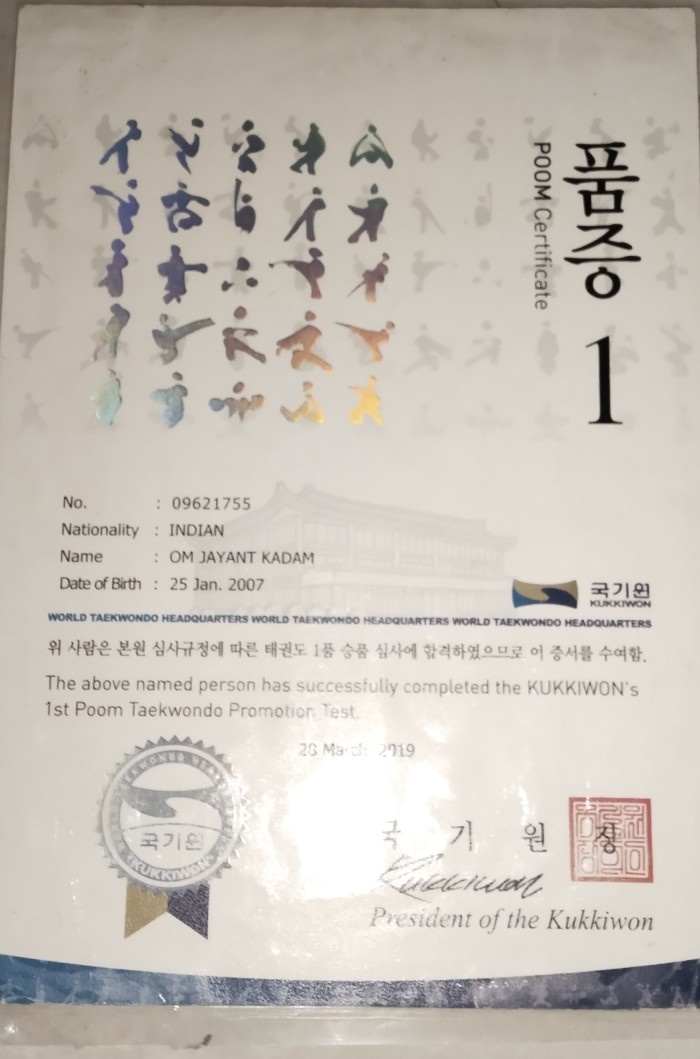 품증 1
POOM Certificate
No. : 09621755
Nationality : INDIAN
Name : OM JAYANT KADAM
Date of Birth : 25 Jan. 2007
국기원
KUKKIWON
WORLD TAEKWONDO HEADQUARTERS WORLD TAEKWONDO HEADQUARTERS WORLD TAEKWONDO HEADQUARTERS
위 사람은 본원 심사규정에 따른 태권도 1품 승품 심사에 합격하였으므로 이 증서를 수여함.
The above named person has successfully completed the KUKKIWON's
1st Poom Taekwondo Promotion Test.
March 2019
국기원
KUKKIWON
국 기 원 장
Kukkiwon
President of the Kukkiwon